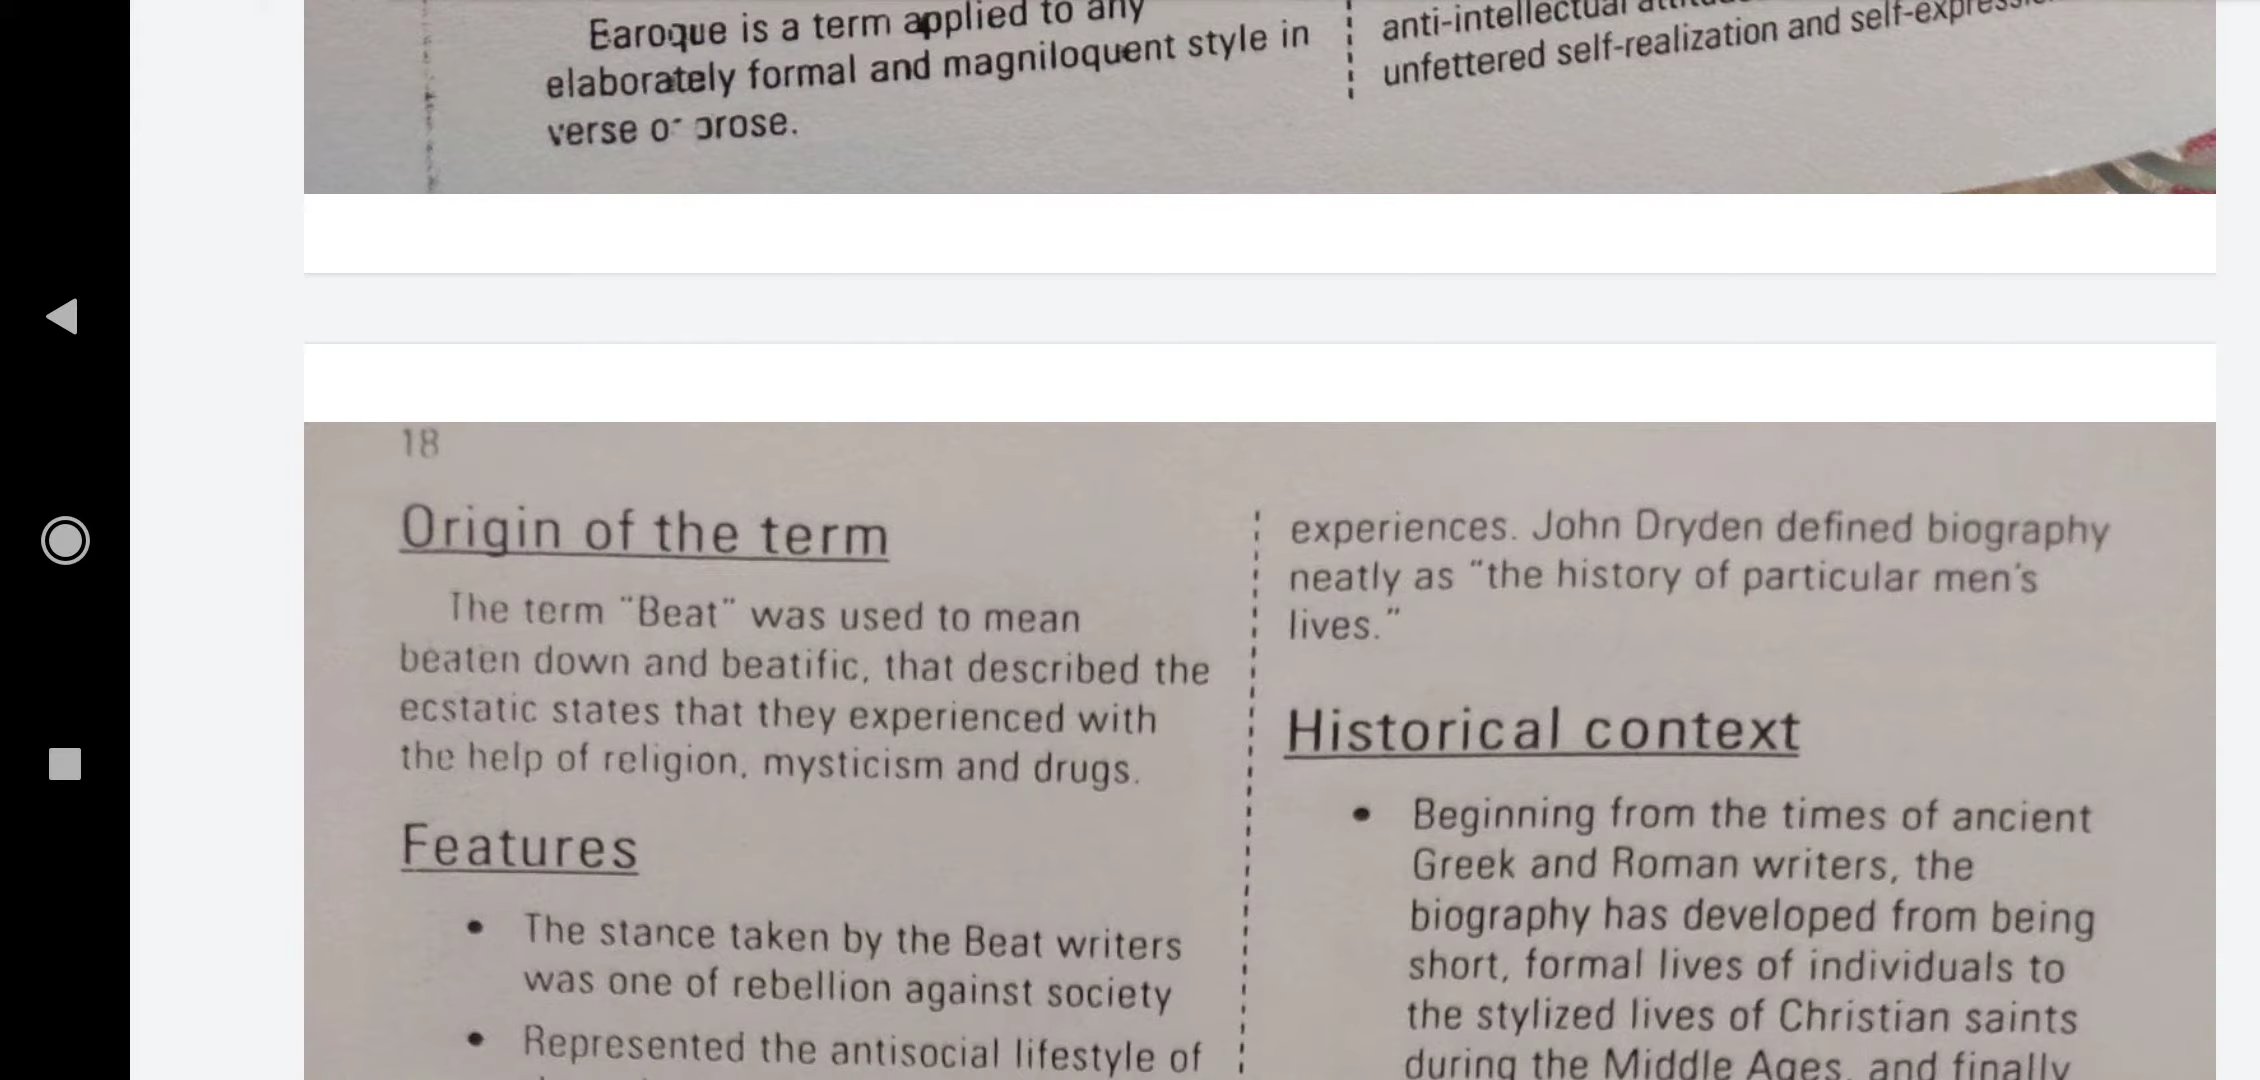 Earoque is a term applied to any
elaborately formal and magniloquent style in
verse or prose.
anti-intellectual
unfettered self-realization and self-expression
18
Origin of the term
The term "Beat" was used to mean
beaten down and beatific, that described the
ecstatic states that they experienced with
the help of religion, mysticism and drugs.
Features
• The stance taken by the Beat writers
was one of rebellion against society
• Represented the antisocial lifestyle of
experiences. John Dryden defined biography
neatly as "the history of particular men's
lives."
Historical context
• Beginning from the times of ancient
Greek and Roman writers, the
biography has developed from being
short, formal lives of individuals to
the stylized lives of Christian saints
during the Middle Ages, and finally